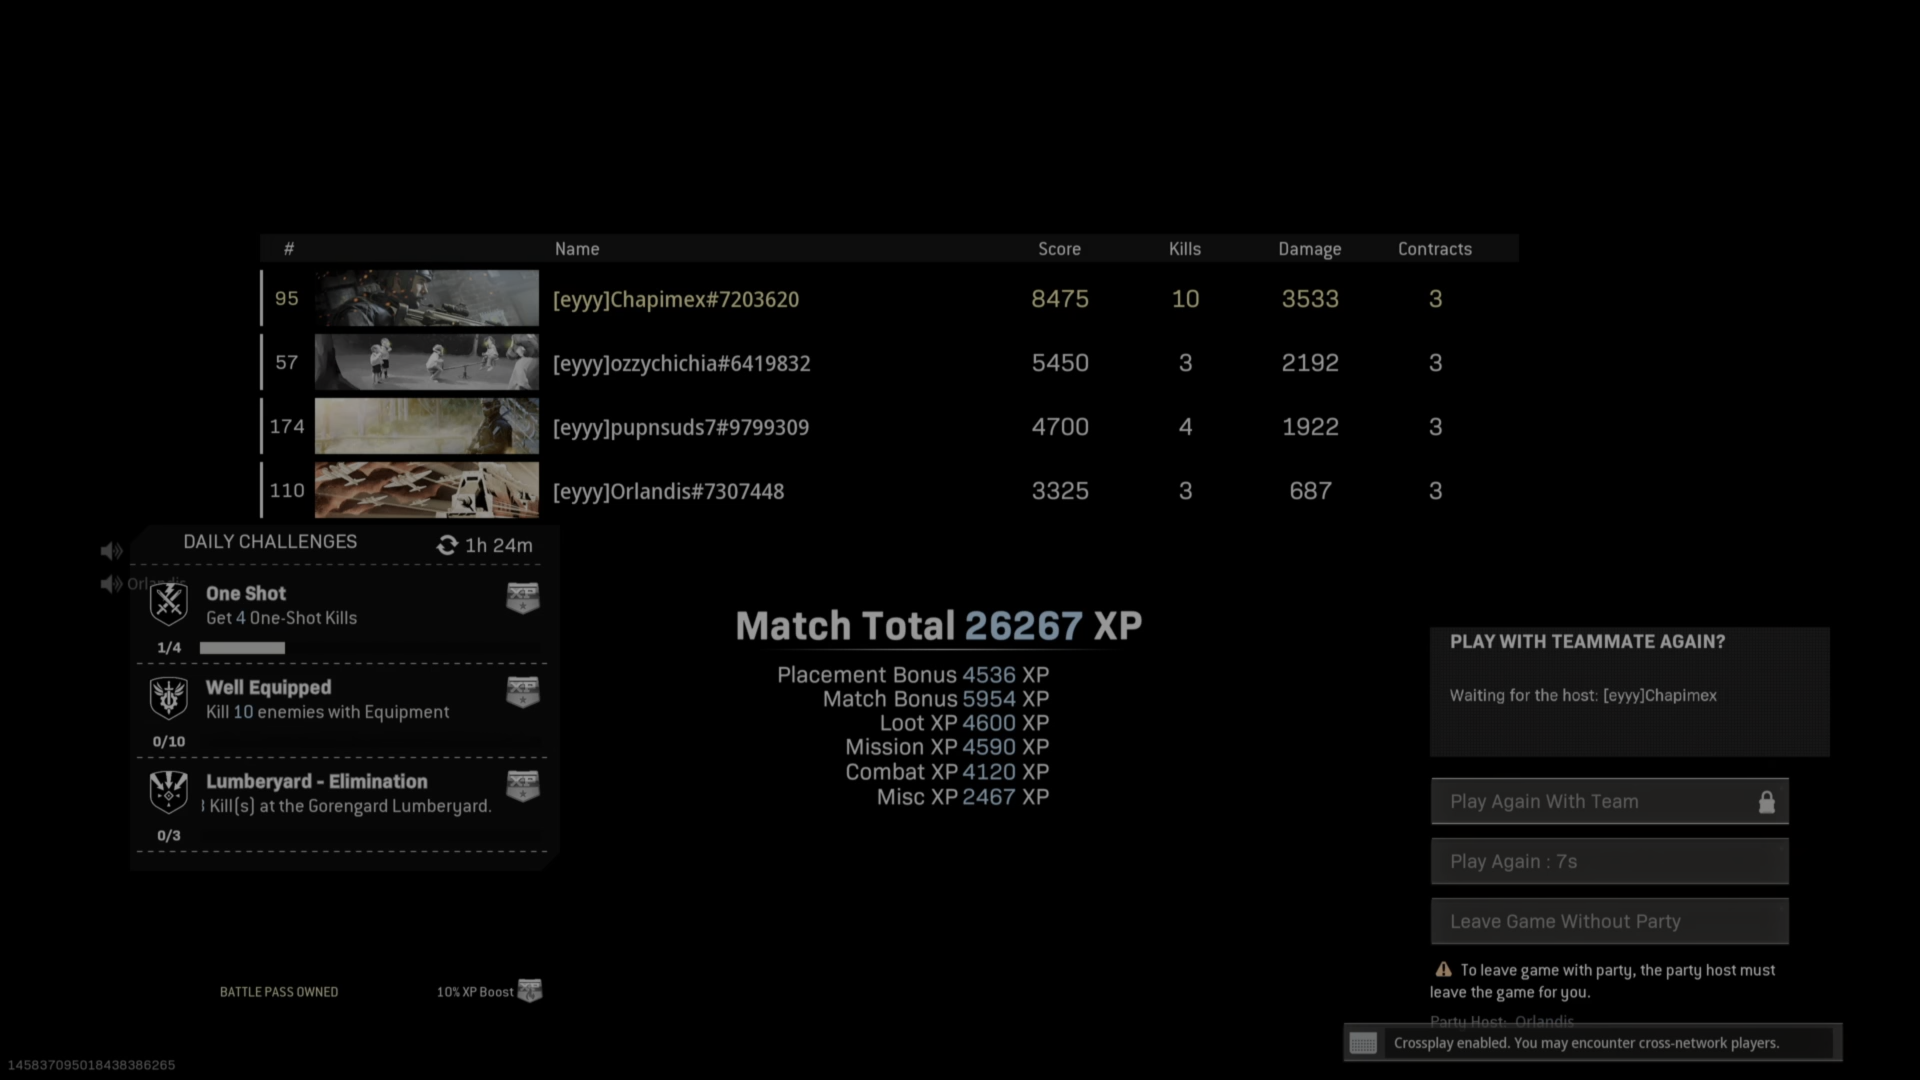 # Name Score Kills Damage Contracts
95 [eyyy]Chapimex#7203620 8475 10 3533 3
57 [eyyy]ozzychichia#6419832 5450 3 2192 3
174 [eyyy]pupnsuds7#9799309 4700 4 1922 3
110 [eyyy]Orlandis#7307448 3325 3 687 3
DAILY CHALLENGES 1h 24m
Orlandis
One Shot XP
Get 4 One-Shot Kills
1/4
Well Equipped XP
Kill 10 enemies with Equipment
0/10
Lumberyard - Elimination XP
Kill(s) at the Gorengard Lumberyard.
0/3
BATTLE PASS OWNED 10% XP Boost
Match Total 26267 XP
Placement Bonus 4536 XP
Match Bonus 5954 XP
Loot XP 4600 XP
Mission XP 4590 XP
Combat XP 4120 XP
Misc XP 2467 XP
PLAY WITH TEAMMATE AGAIN?
Waiting for the host: [eyyy]Chapimex
Play Again With Team
Play Again : 7s
Leave Game Without Party
To leave game with party, the party host must
leave the game for you.
Party Host: Orlandis
Crossplay enabled. You may encounter cross-network players.
145837095018438386265